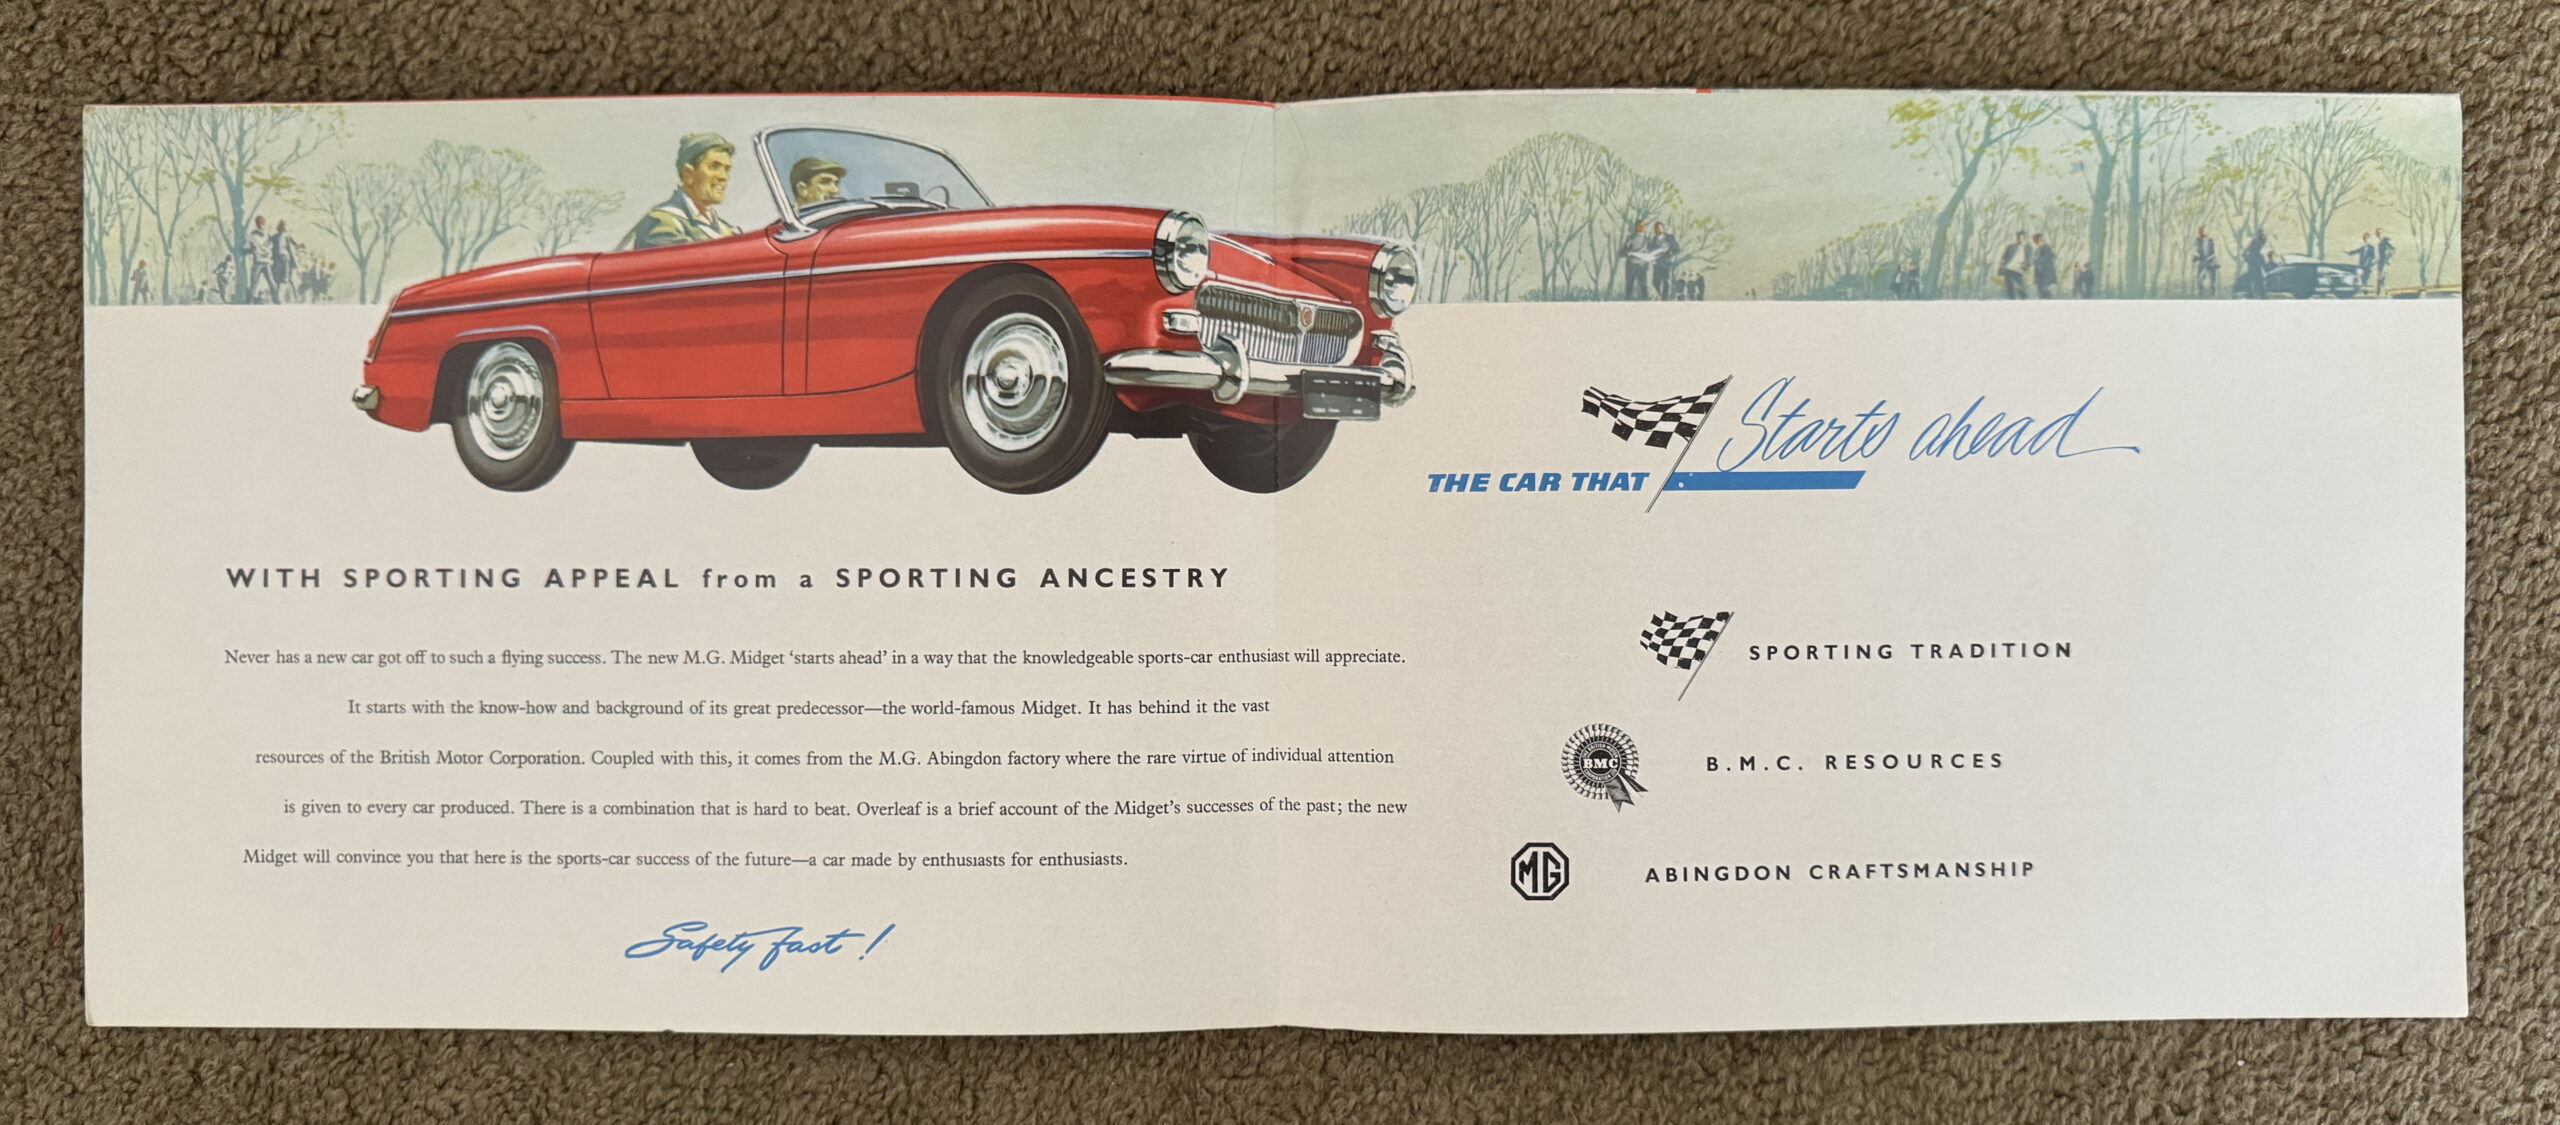 THE CAR THAT Starts ahead
WITH SPORTING APPEAL from a SPORTING ANCESTRY
Never has a new car got off to such a flying success. The new M.G. Midget ‘starts ahead’ in a way that the knowledgeable sports-car enthusiast will appreciate.
It starts with the know-how and background of its great predecessor—the world-famous Midget. It has behind it the vast
resources of the British Motor Corporation. Coupled with this, it comes from the M.G. Abingdon factory where the rare virtue of individual attention
is given to every car produced. There is a combination that is hard to beat. Overleaf is a brief account of the Midget’s successes of the past; the new
Midget will convince you that here is the sports-car success of the future—a car made by enthusiasts for enthusiasts.
Safety fast!
SPORTING TRADITION
BMC
B.M.C. RESOURCES
MG
ABINGDON CRAFTSMANSHIP